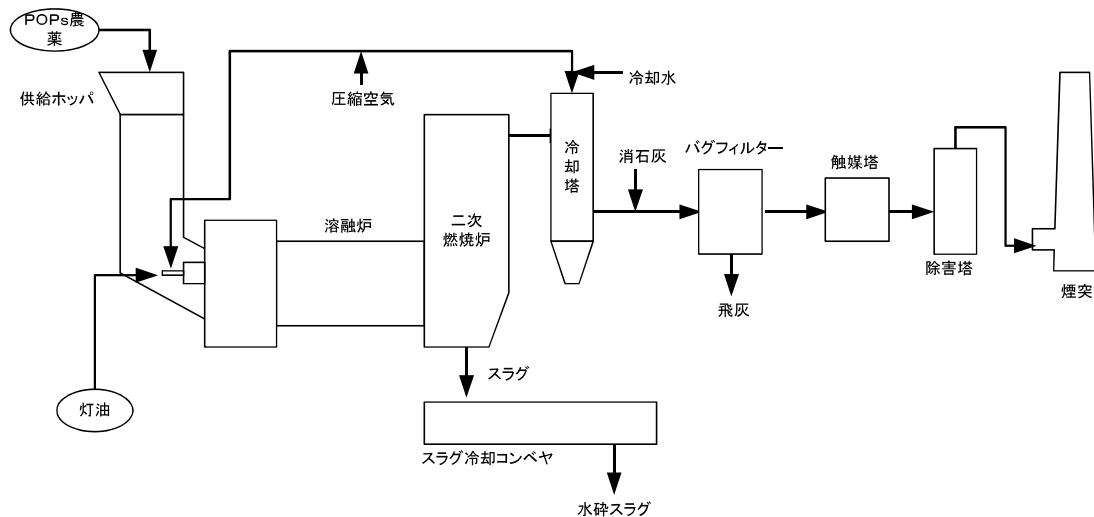 POPs農
薬
供給ホッパ
圧縮空気
冷却水
冷
却
塔
消石灰
バグフィルター
触媒塔
溶融炉
二次
燃焼炉
除害塔
煙突
飛灰
スラグ
灯油
スラグ冷却コンベヤ
水砕スラグ